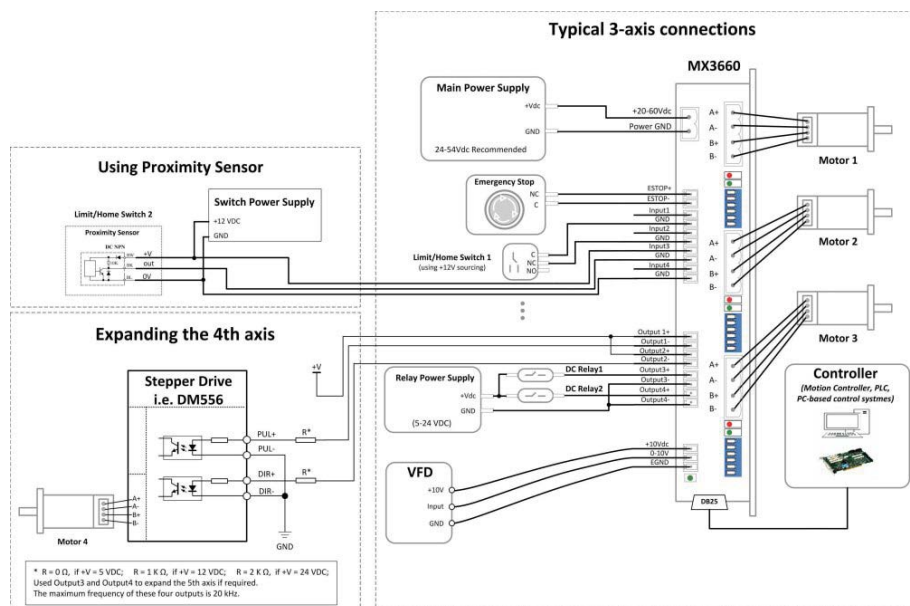 Typical 3-axis connections
MX3660
Main Power Supply
+Vdc
GND
24-54Vdc Recommended
+20-60Vdc
Power GND
A+
A-
B+
B-
Motor 1
Emergency Stop
NC
C
ESTOP+
ESTOP-
Input1
GND
Input2
GND
Input3
GND
Input4
GND
Limit/Home Switch 1
(using +12V sourcing)
C
NC
NO
A+
A-
B+
B-
Motor 2
Using Proximity Sensor
Switch Power Supply
+12 VDC
GND
Limit/Home Switch 2
Proximity Sensor
DC NPN
+V
out
0V
Expanding the 4th axis
+V
Stepper Drive
i.e. DM556
PUL+
PUL-
DIR+
DIR-
R*
R*
GND
A+
A-
B+
B-
Motor 4
* R = 0 Ω, if +V = 5 VDC; R = 1 K Ω, if +V = 12 VDC; R = 2 K Ω, if +V = 24 VDC;
Used Output3 and Output4 to expand the 5th axis if required.
The maximum frequency of these four outputs is 20 kHz.
Output 1+
Output1-
Output2+
Output2-
Output3+
Output3-
Output4+
Output4-
Relay Power Supply
+Vdc
GND
(5-24 VDC)
DC Relay1
DC Relay2
A+
A-
B+
B-
Motor 3
Controller
(Motion Controller, PLC,
PC-based control systmes)
VFD
+10V
Input
GND
+10Vdc
0-10V
EGND
DB25